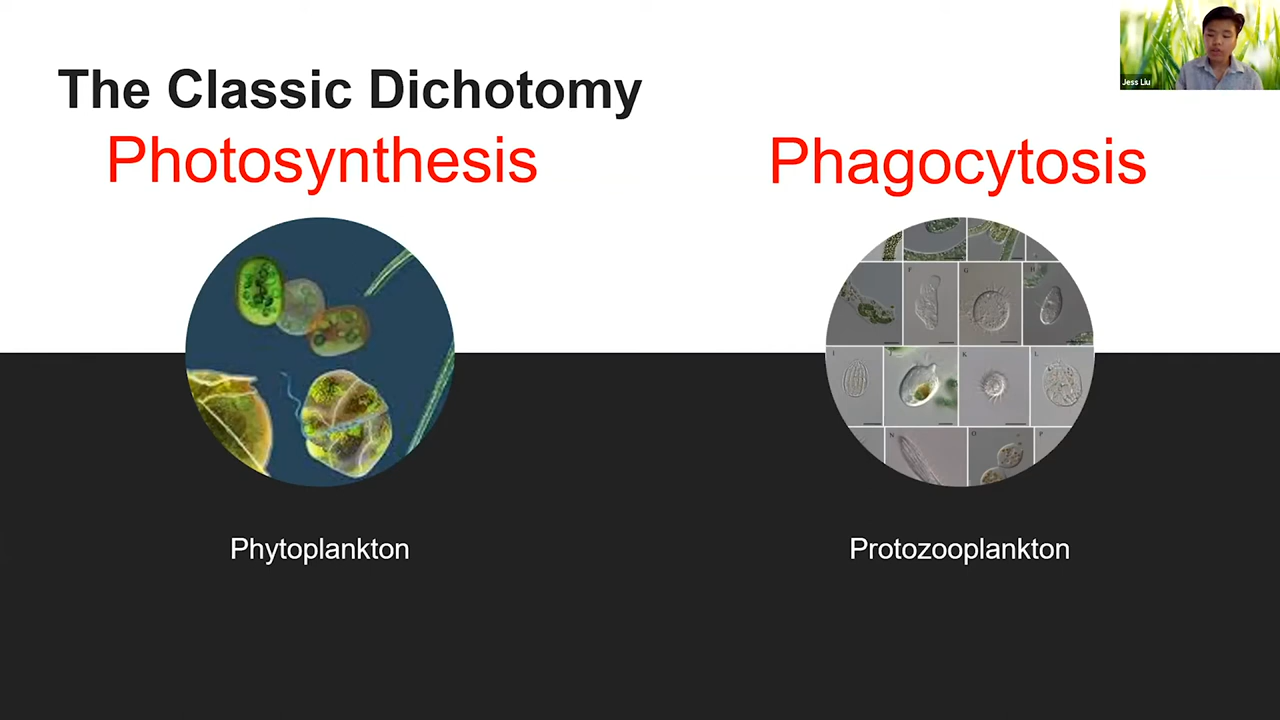 The Classic Dichotomy
Photosynthesis
Phagocytosis
Jess Liu
F
G
H
I
K
L
N
O
P
Phytoplankton
Protozooplankton